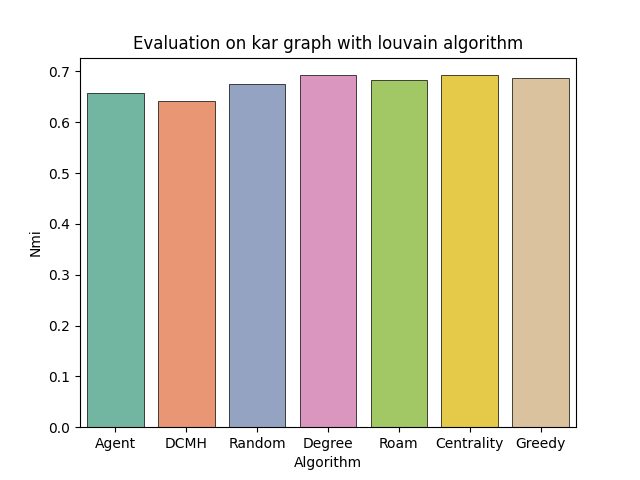 Evaluation on kar graph with louvain algorithm
Nmi
0.7
0.6
0.5
0.4
0.3
0.2
0.1
0.0
Agent DCMH Random Degree Roam Centrality Greedy
Algorithm